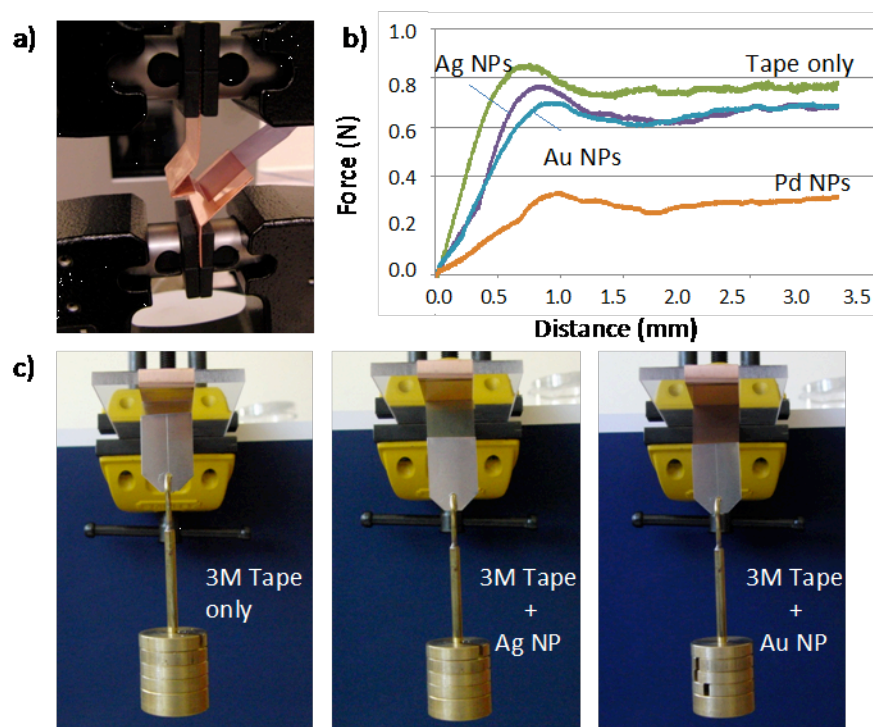 a)
b)
1.0
0.8
0.6
0.4
0.2
0.0
Force (N)
Ag NPs
Tape only
Au NPs
Pd NPs
0.0 0.5 1.0 1.5 2.0 2.5 3.0 3.5
Distance (mm)
c)
3M Tape
only
3M Tape
+
Ag NP
3M Tape
+
Au NP